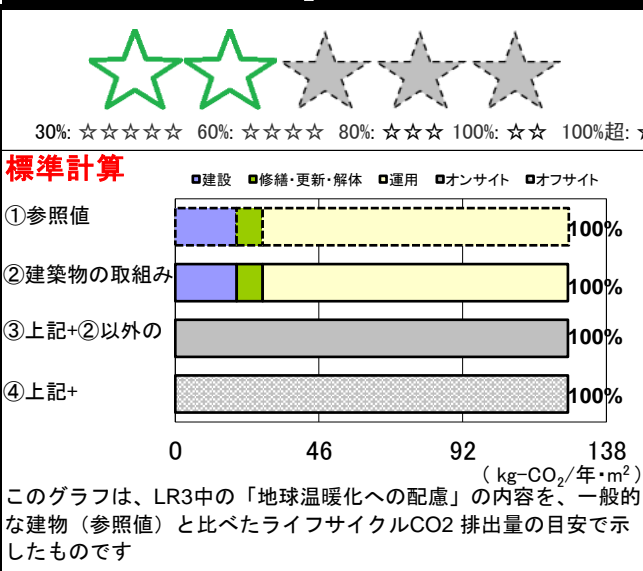 30%: ☆☆☆☆☆ 60%: ☆☆☆☆ 80%: ☆☆☆ 100%: ☆☆ 100%超:
標準計算
建設 修繕・更新・解体 運用 オンサイト オフサイト
①参照値 100%
②建築物の取組み 100%
③上記+②以外の 100%
④上記+ 100%
0 46 92 138
( kg-CO₂/年・m²)
このグラフは、LR3中の「地球温暖化への配慮」の内容を、一般的
な建物（参照値）と比べたライフサイクルCO2 排出量の目安で示
したものです